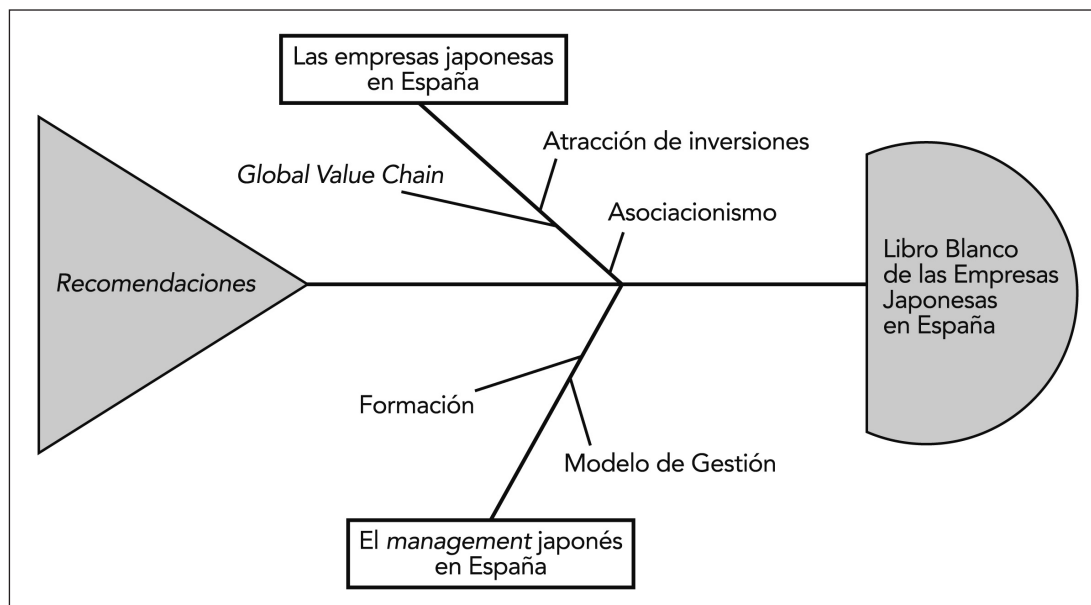 Las empresas japonesas
en España
Atracción de inversiones
Global Value Chain
Asociacionismo
Recomendaciones
Libro Blanco
de las Empresas
Japonesas
en España
Formación
Modelo de Gestión
El management japonés
en España